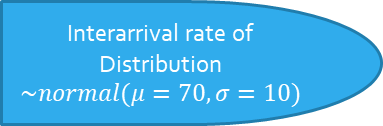 Interarrival rate of
Distribution
~normal(μ = 70, σ = 10)